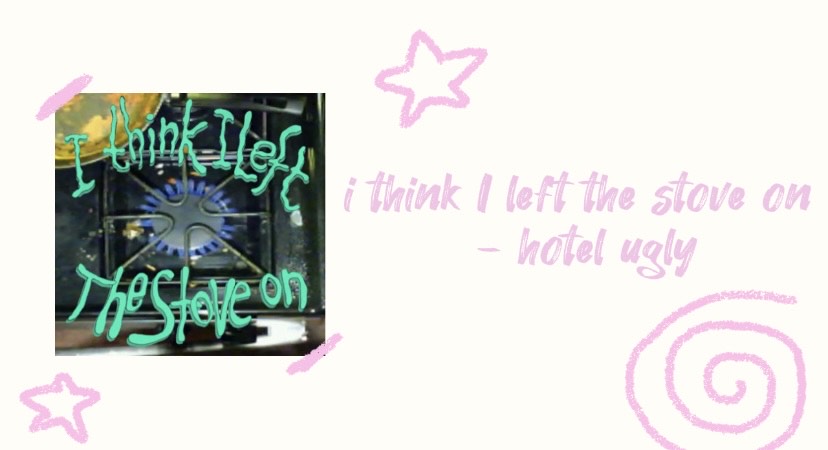 I think I Left
The Stove on
i think I left the stove on
- hotel ugly